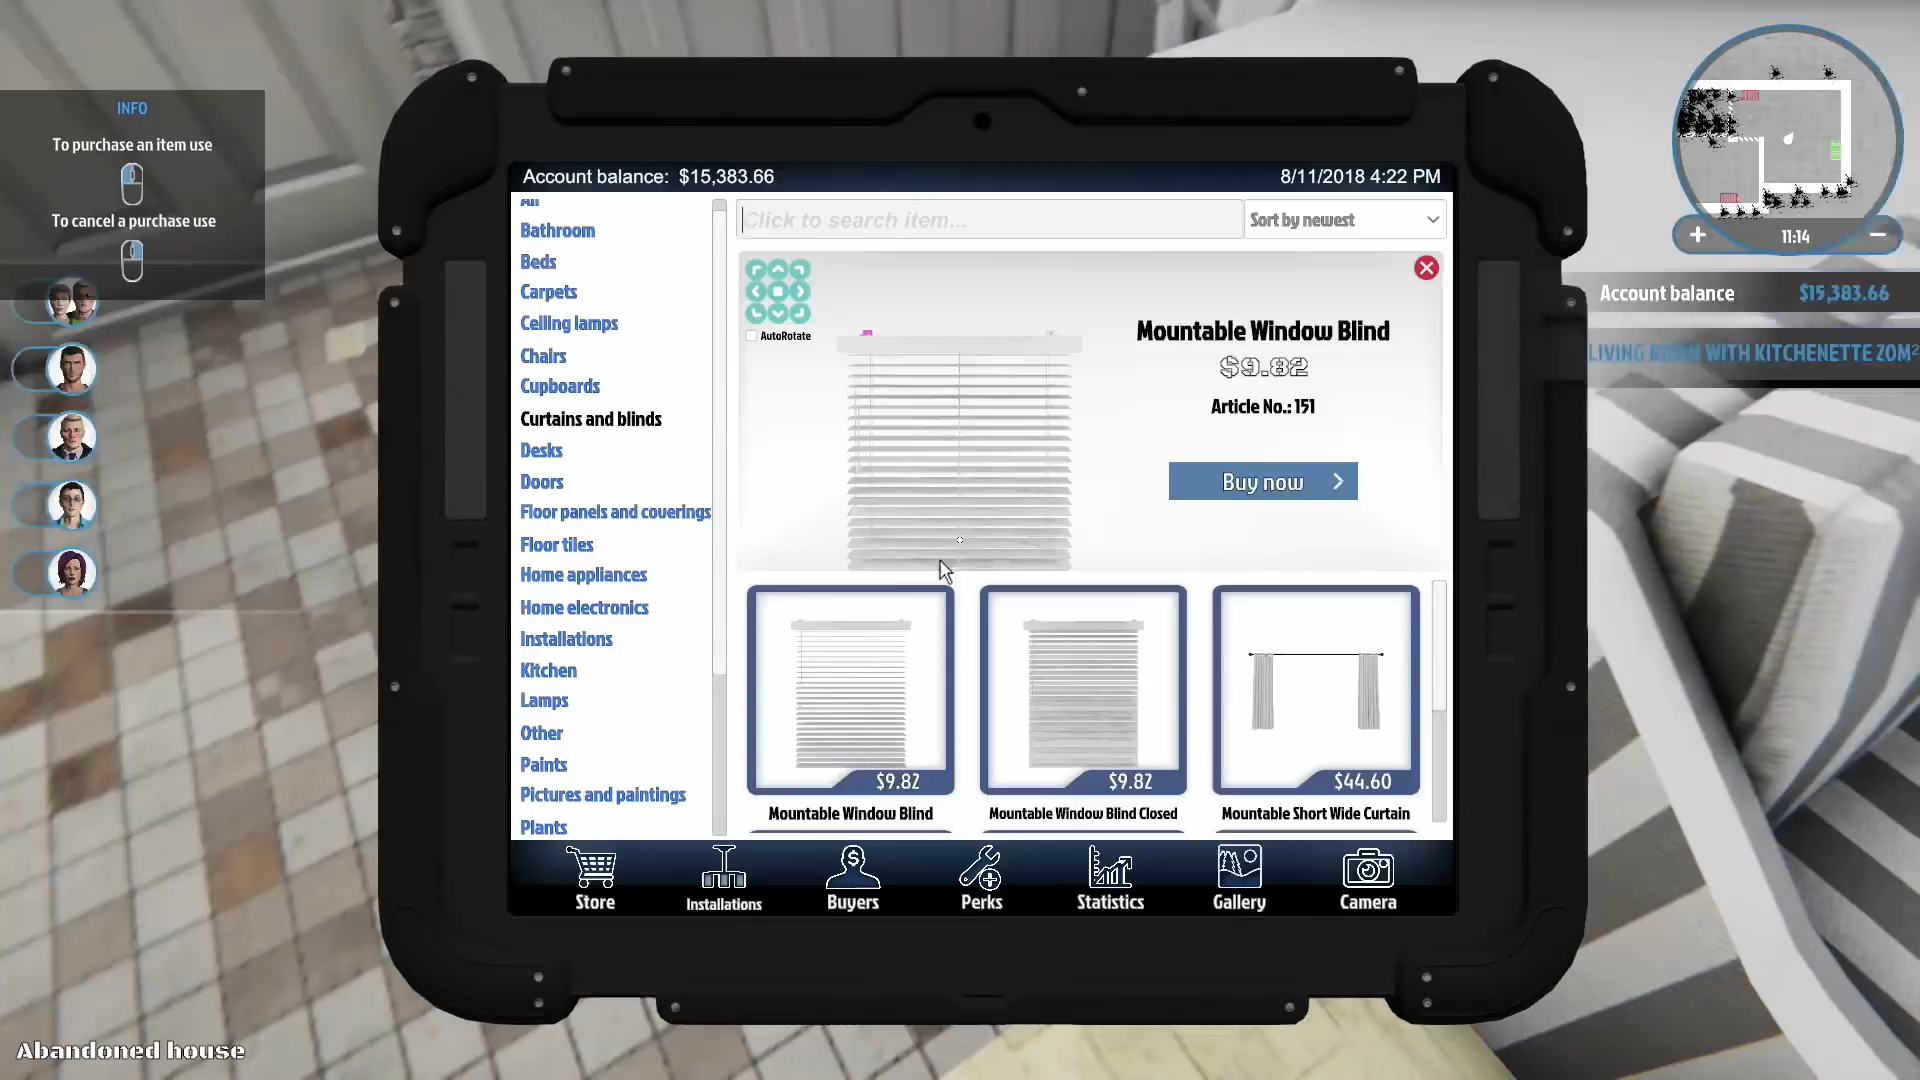 INFO
To purchase an item use
To cancel a purchase use
Account balance: $15,383.66
8/11/2018 4:22 PM
All
Bathroom
Beds
Carpets
Ceiling lamps
Chairs
Cupboards
Curtains and blinds
Desks
Doors
Floor panels and coverings
Floor tiles
Home appliances
Home electronics
Installations
Kitchen
Lamps
Other
Paints
Pictures and paintings
Plants
Click to search item...
Sort by newest
AutoRotate
Mountable Window Blind
$9.82
Article No.: 151
Buy now
$9.82
Mountable Window Blind
$9.82
Mountable Window Blind Closed
$44.60
Mountable Short Wide Curtain
Store
Installations
Buyers
Perks
Statistics
Gallery
Camera
11:14
Account balance
$15,383.66
LIVING ROOM WITH KITCHENETTE 20M²
Abandoned house